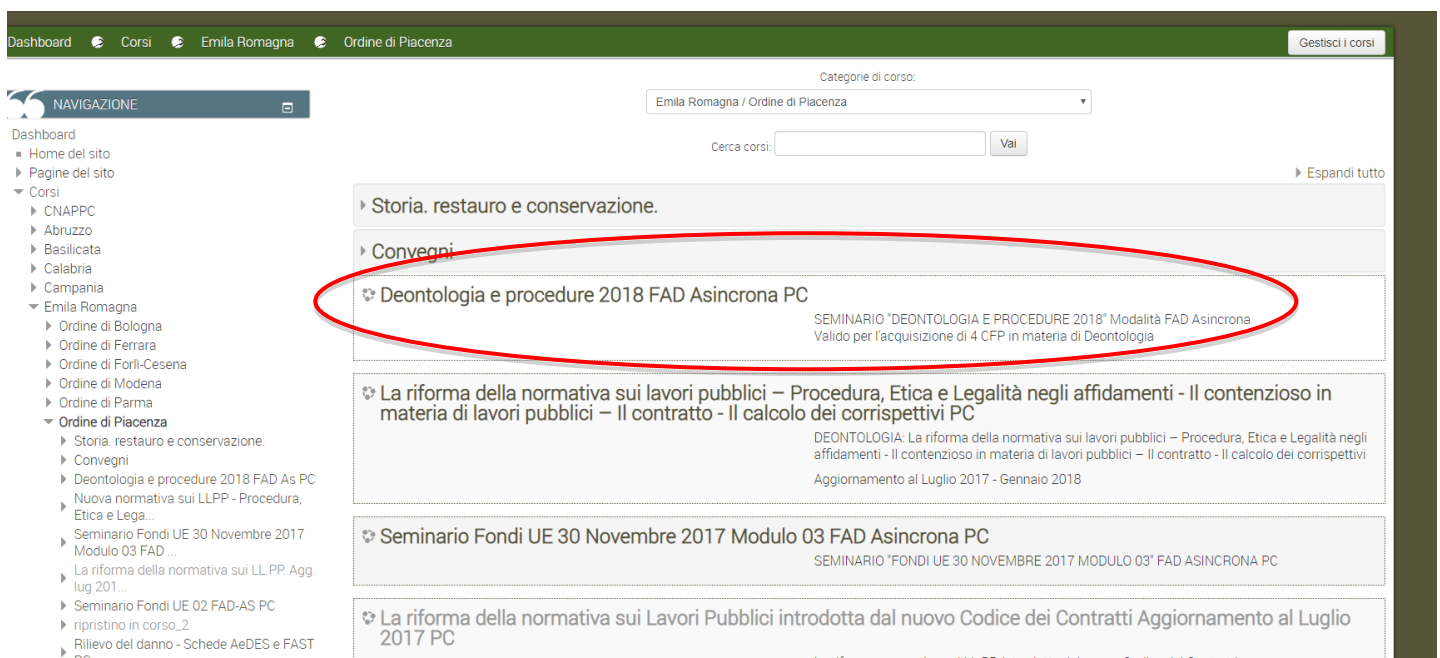 Dashboard Corsi Emila Romagna Ordine di Piacenza Gestisci i corsi
NAVIGAZIONE
Dashboard
Home del sito
Pagine del sito
Corsi
CNAPPC
Abruzzo
Basilicata
Calabria
Campania
Emila Romagna
Ordine di Bologna
Ordine di Ferrara
Ordine di Forlì-Cesena
Ordine di Modena
Ordine di Parma
Ordine di Piacenza
Storia. restauro e conservazione.
Convegni
Deontologia e procedure 2018 FAD As PC
Nuova normativa sui LLPP - Procedura,
Etica e Lega...
Seminario Fondi UE 30 Novembre 2017
Modulo 03 FAD ...
La riforma della normativa sui LL.PP. Agg.
lug 201...
Seminario Fondi UE 02 FAD-AS PC
ripristino in corso_2
Rilievo del danno - Schede AeDES e FAST
Categorie di corso:
Emila Romagna / Ordine di Piacenza
Cerca corsi: Vai
Espandi tutto
Storia. restauro e conservazione.
Convegni
Deontologia e procedure 2018 FAD Asincrona PC
SEMINARIO "DEONTOLOGIA E PROCEDURE 2018" Modalità FAD Asincrona
Valido per l'acquisizione di 4 CFP in materia di Deontologia
La riforma della normativa sui lavori pubblici – Procedura, Etica e Legalità negli affidamenti - Il contenzioso in
materia di lavori pubblici – Il contratto - Il calcolo dei corrispettivi PC
DEONTOLOGIA: La riforma della normativa sui lavori pubblici – Procedura, Etica e Legalità negli
affidamenti - Il contenzioso in materia di lavori pubblici – Il contratto - Il calcolo dei corrispettivi
Aggiornamento al Luglio 2017 - Gennaio 2018
Seminario Fondi UE 30 Novembre 2017 Modulo 03 FAD Asincrona PC
SEMINARIO "FONDI UE 30 NOVEMBRE 2017 MODULO 03" FAD ASINCRONA PC
La riforma della normativa sui Lavori Pubblici introdotta dal nuovo Codice dei Contratti Aggiornamento al Luglio
2017 PC